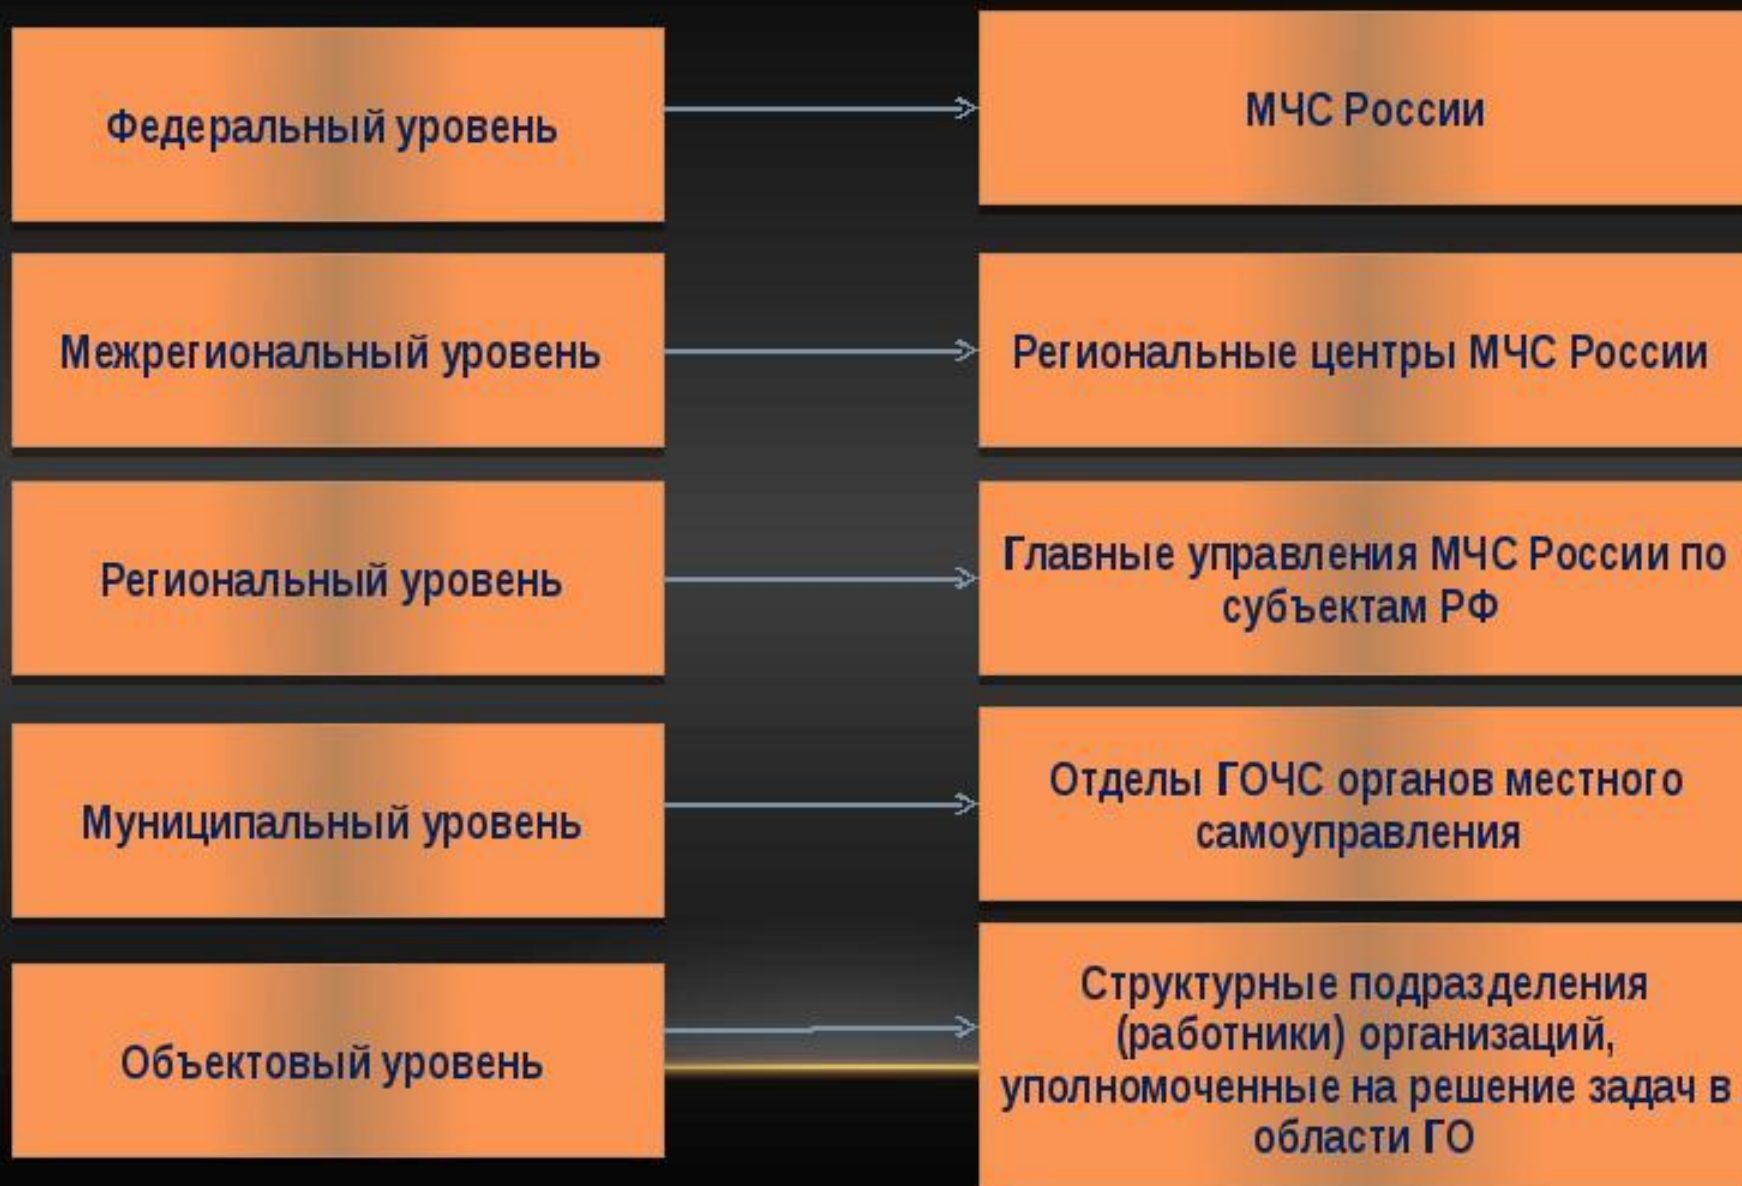 Федеральный уровень
МЧС России
Межрегиональный уровень
Региональные центры МЧС России
Региональный уровень
Главные управления МЧС России по
субъектам РФ
Муниципальный уровень
Отделы ГОЧС органов местного
самоуправления
Объектовый уровень
Структурные подразделения
(работники) организаций,
уполномоченные на решение задач в
области ГО